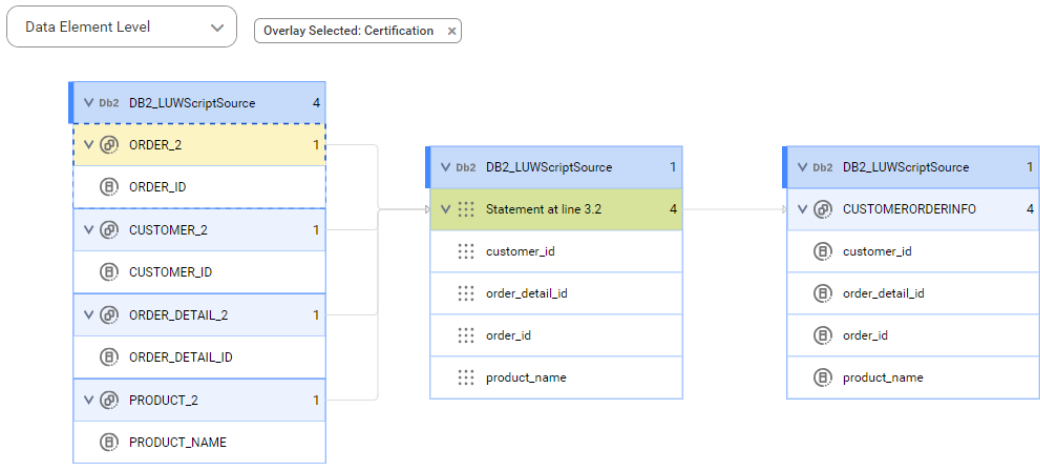 Data Element Level
Overlay Selected: Certification ×
Db2 DB2_LUWScriptSource 4
ORDER_2 1
ORDER_ID
CUSTOMER_2 1
CUSTOMER_ID
ORDER_DETAIL_2 1
ORDER_DETAIL_ID
PRODUCT_2 1
PRODUCT_NAME
Db2 DB2_LUWScriptSource 1
Statement at line 3.2 4
customer_id
order_detail_id
order_id
product_name
Db2 DB2_LUWScriptSource 1
CUSTOMERORDERINFO 4
customer_id
order_detail_id
order_id
product_name